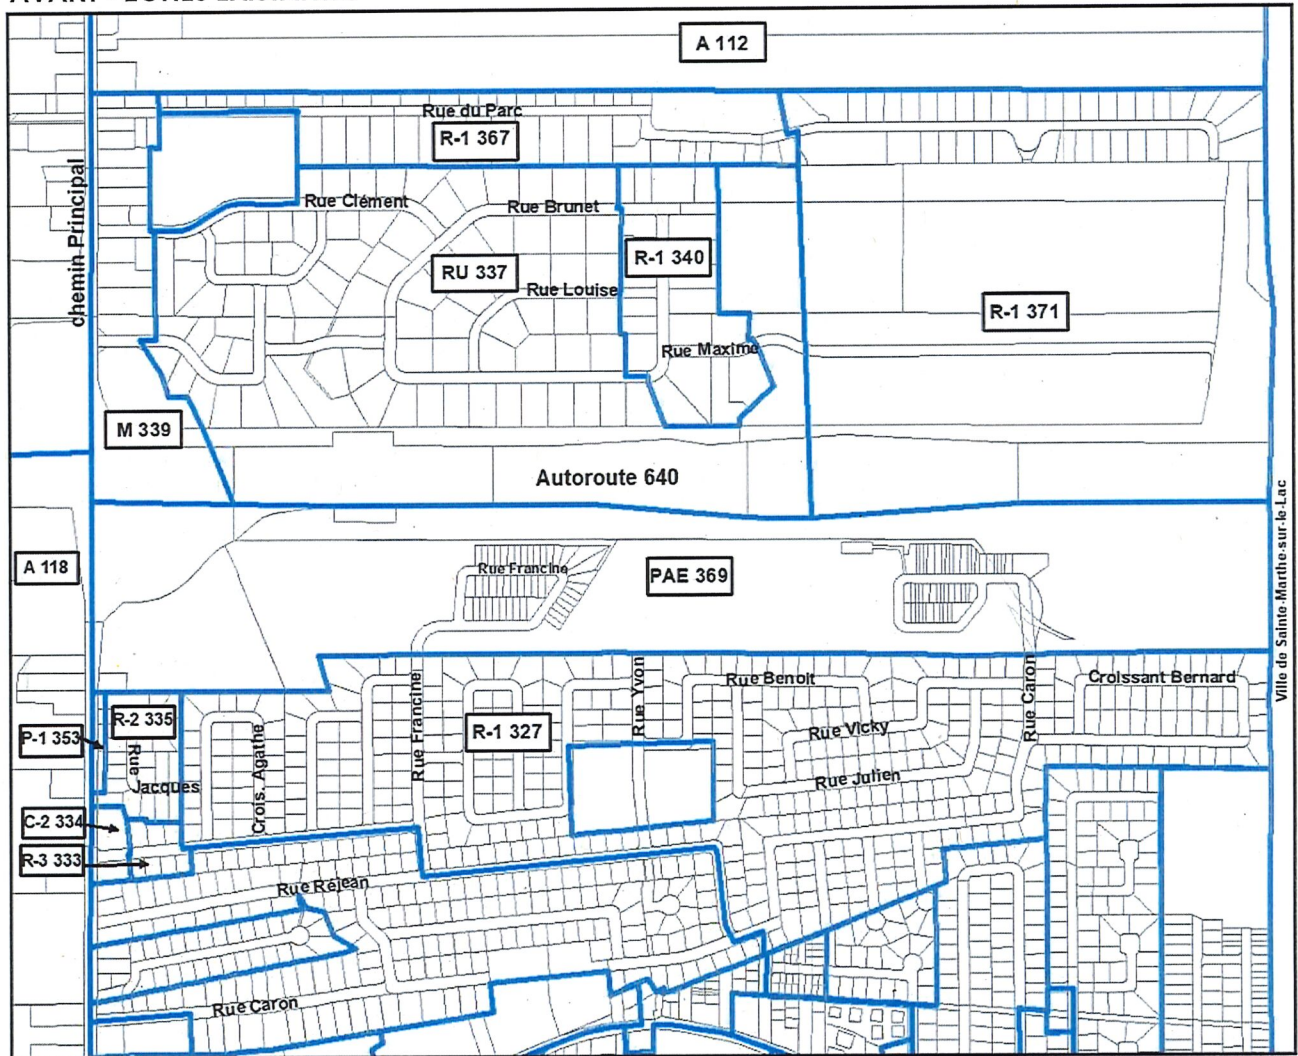 A 112
Rue du Parc
R-1 367
chemin Principal
Rue Clément
Rue Brunet
R-1 340
RU 337
Rue Louise
R-1 371
Rue Maxime
M 339
Autoroute 640
Ville de Sainte-Marthe-sur-le-Lac
A 118
Rue Francine
PAE 369
Rue Francine
Rue Yvon
Rue Benoit
Rue Caron
Croissant Bernard
R-2 335
P-1 353
R-1 327
Rue Vicky
Crois. Agathe
Jacques
Rue Julien
C-2 334
R-3 333
Rue Réjean
Rue Caron